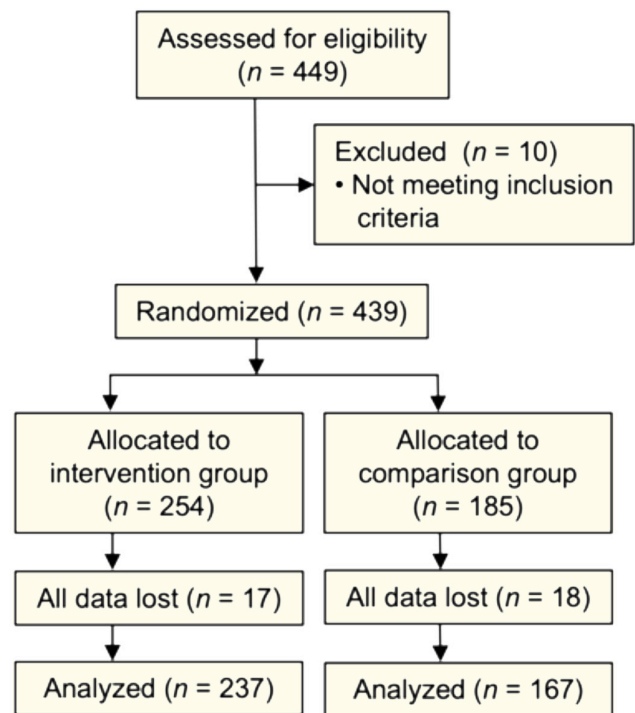 Assessed for eligibility
(n = 449)
Excluded (n = 10)
• Not meeting inclusion
criteria
Randomized (n = 439)
Allocated to
intervention group
(n = 254)
Allocated to
comparison group
(n = 185)
All data lost (n = 17)
All data lost (n = 18)
Analyzed (n = 237)
Analyzed (n = 167)